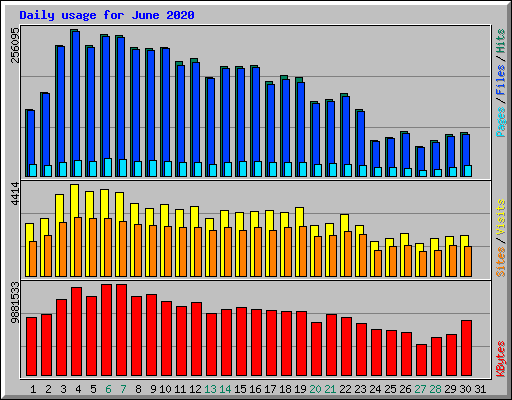 Daily usage for June 2020
256095
Pages / Files / Hits
4414
Sites / Visits
9881533
KBytes
1 2 3 4 5 6 7 8 9 10 11 12 13 14 15 16 17 18 19 20 21 22 23 24 25 26 27 28 29 30 31